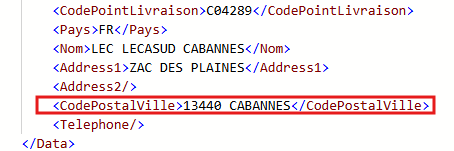 <CodePointLivraison>C04289</CodePointLivraison>
<Pays>FR</Pays>
<Nom>LEC LECASUD CABANNES</Nom>
<Address1>ZAC DES PLAINES</Address1>
<Address2/>
<CodePostalVille>13440 CABANNES</CodePostalVille>
<Telephone/>
</Data>